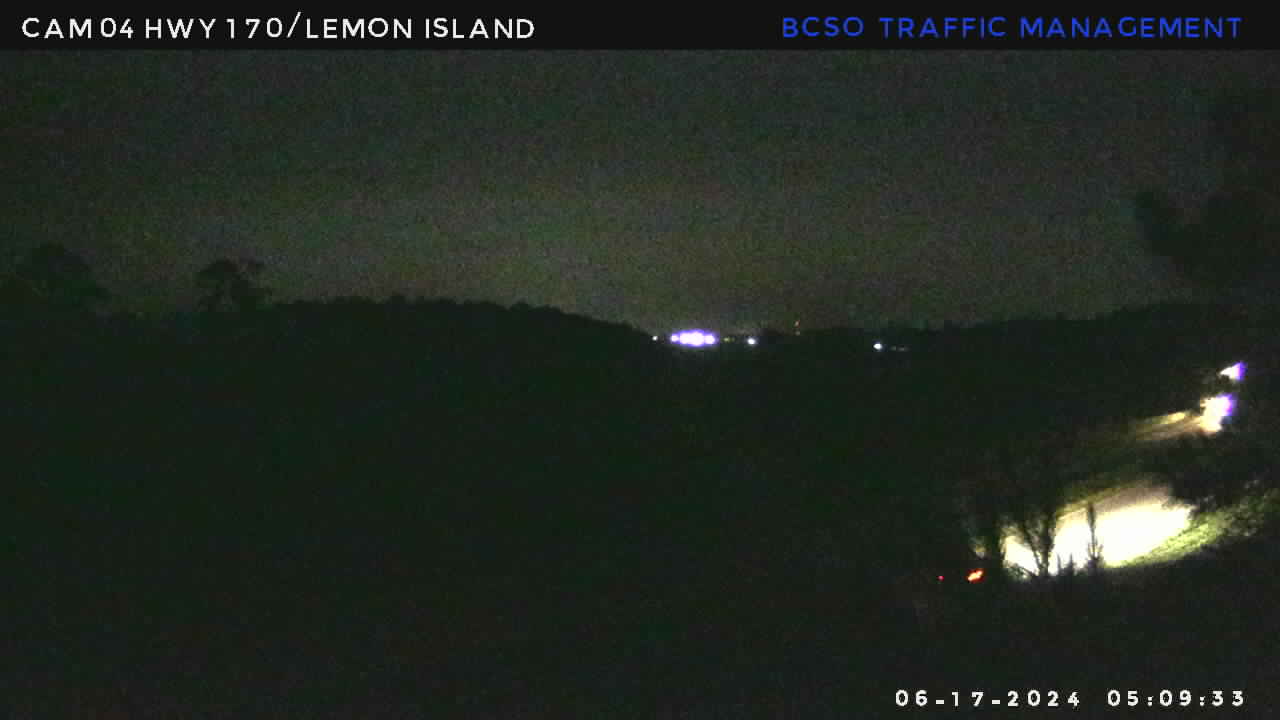 CAM04 HWY 170/LEMON ISLAND
BCSO TRAFFIC MANAGEMENT
06-17-2024 05:09:33